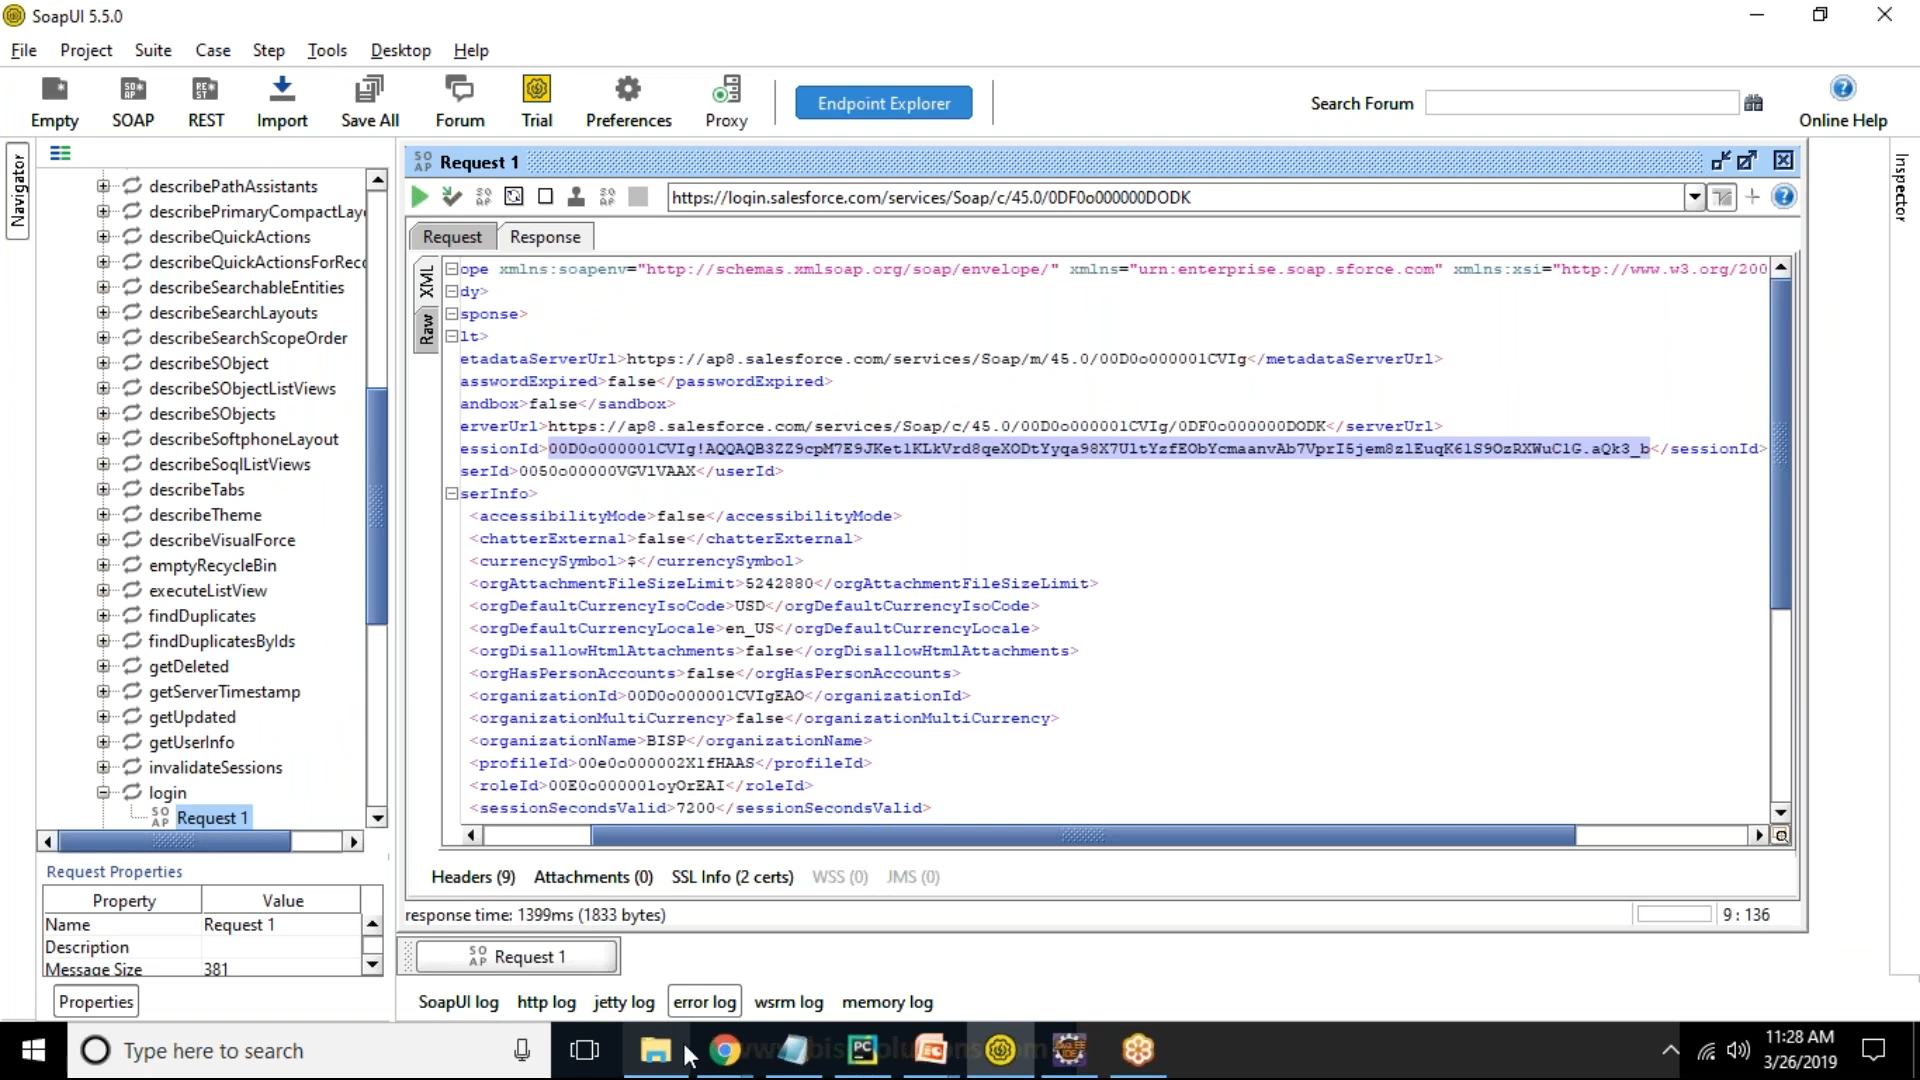 SoapUI 5.5.0
File Project Suite Case Step Tools Desktop Help
Empty SOAP REST Import Save All Forum Trial Preferences Proxy Endpoint Explorer Search Forum Online Help
Navigator
Inspector
describePathAssistants
describePrimaryCompactLay
describeQuickActions
describeQuickActionsForRec
describeSearchableEntities
describeSearchLayouts
describeSearchScopeOrder
describeSObject
describeSObjectListViews
describeSObjects
describeSoftphoneLayout
describeSoqlListViews
describeTabs
describeTheme
describeVisualForce
emptyRecycleBin
executeListView
findDuplicates
findDuplicatesByIds
getDeleted
getServerTimestamp
getUpdated
getUserInfo
invalidateSessions
login
Request 1
Request Properties
Property Value
Name Request 1
Description
Message Size 381
Properties
Request 1
https://login.salesforce.com/services/Soap/c/45.0/0DF0o000000DODK
Request Response
XML
Raw
ope xmlns:soapenv="http://schemas.xmlsoap.org/soap/envelope/" xmlns="urn:enterprise.soap.sforce.com" xmlns:xsi="http://www.w3.org/200
dy>
sponse>
lt>
etadataServerUrl>https://ap8.salesforce.com/services/Soap/m/45.0/00D0o000001CVIg</metadataServerUrl>
asswordExpired>false</passwordExpired>
andbox>false</sandbox>
erverUrl>https://ap8.salesforce.com/services/Soap/c/45.0/00D0o000001CVIg/0DF0o000000DODK</serverUrl>
essionId></sessionId>
serId>0050o00000VGV1VAAX</userId>
serInfo>
<accessibilityMode>false</accessibilityMode>
<chatterExternal>false</chatterExternal>
<currencySymbol>$</currencySymbol>
<orgAttachmentFileSizeLimit>5242880</orgAttachmentFileSizeLimit>
<orgDefaultCurrencyIsoCode>USD</orgDefaultCurrencyIsoCode>
<orgDefaultCurrencyLocale>en_US</orgDefaultCurrencyLocale>
<orgDisallowHtmlAttachments>false</orgDisallowHtmlAttachments>
<orgHasPersonAccounts>false</orgHasPersonAccounts>
<organizationId>00D0o000001CVIgEAO</organizationId>
<organizationMultiCurrency>false</organizationMultiCurrency>
<organizationName>BISP</organizationName>
<profileId>00e0o000002X1fHAAS</profileId>
<roleId>00E0o000001oyOrEAI</roleId>
<sessionSecondsValid>7200</sessionSecondsValid>
Headers (9) Attachments (0) SSL Info (2 certs) WSS (0) JMS (0)
response time: 1399ms (1833 bytes) 9 : 136
Request 1
SoapUI log http log jetty log error log wsrm log memory log
Type here to search
11:28 AM
3/26/2019